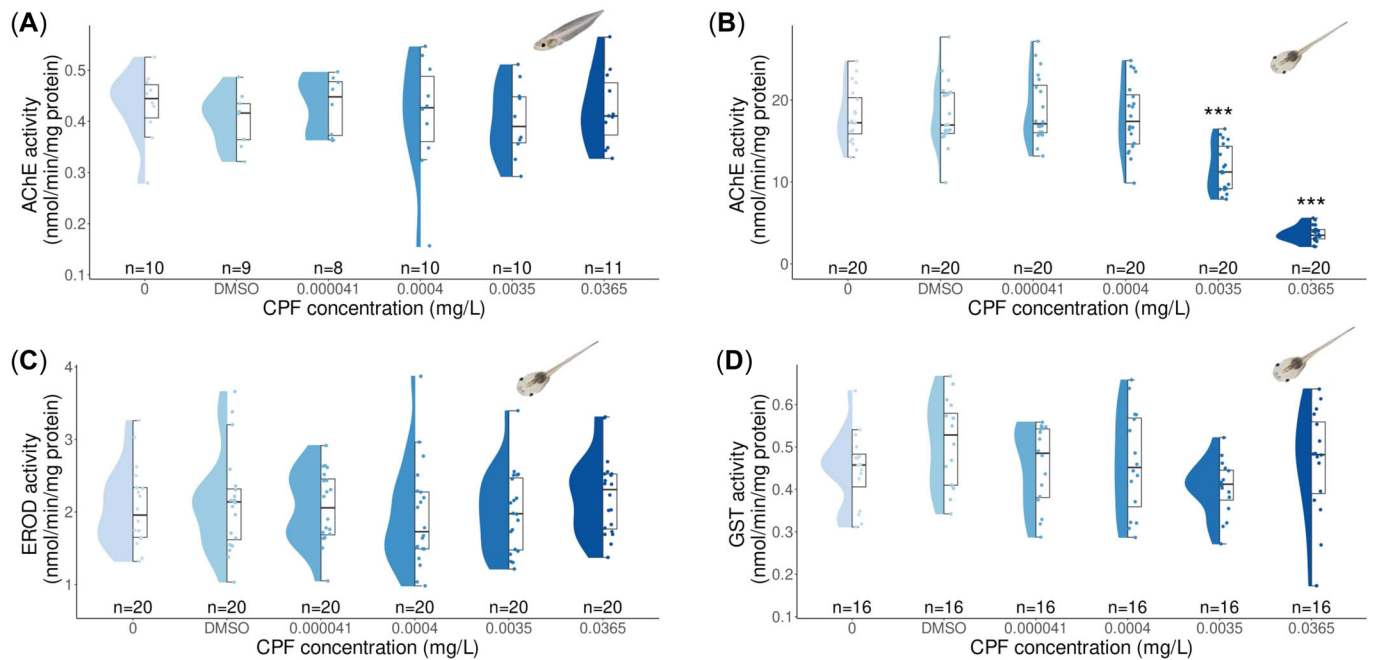 (A)
AChE activity
(nmol/min/mg protein)
0.5
0.4
0.3
0.2
0.1
n=10 n=9 n=8 n=10 n=10 n=11
0 DMSO 0.000041 0.0004 0.0035 0.0365
CPF concentration (mg/L)
(B)
AChE activity
(nmol/min/mg protein)
20
10
0
***
***
n=20 n=20 n=20 n=20 n=20 n=20
0 DMSO 0.000041 0.0004 0.0035 0.0365
CPF concentration (mg/L)
(C)
EROD activity
(nmol/min/mg protein)
4
3
2
1
n=20 n=20 n=20 n=20 n=20 n=20
0 DMSO 0.000041 0.0004 0.0035 0.0365
CPF concentration (mg/L)
(D)
GST activity
(nmol/min/mg protein)
0.6
0.5
0.4
0.3
0.2
0.1
n=16 n=16 n=16 n=16 n=16 n=16
0 DMSO 0.000041 0.0004 0.0035 0.0365
CPF concentration (mg/L)